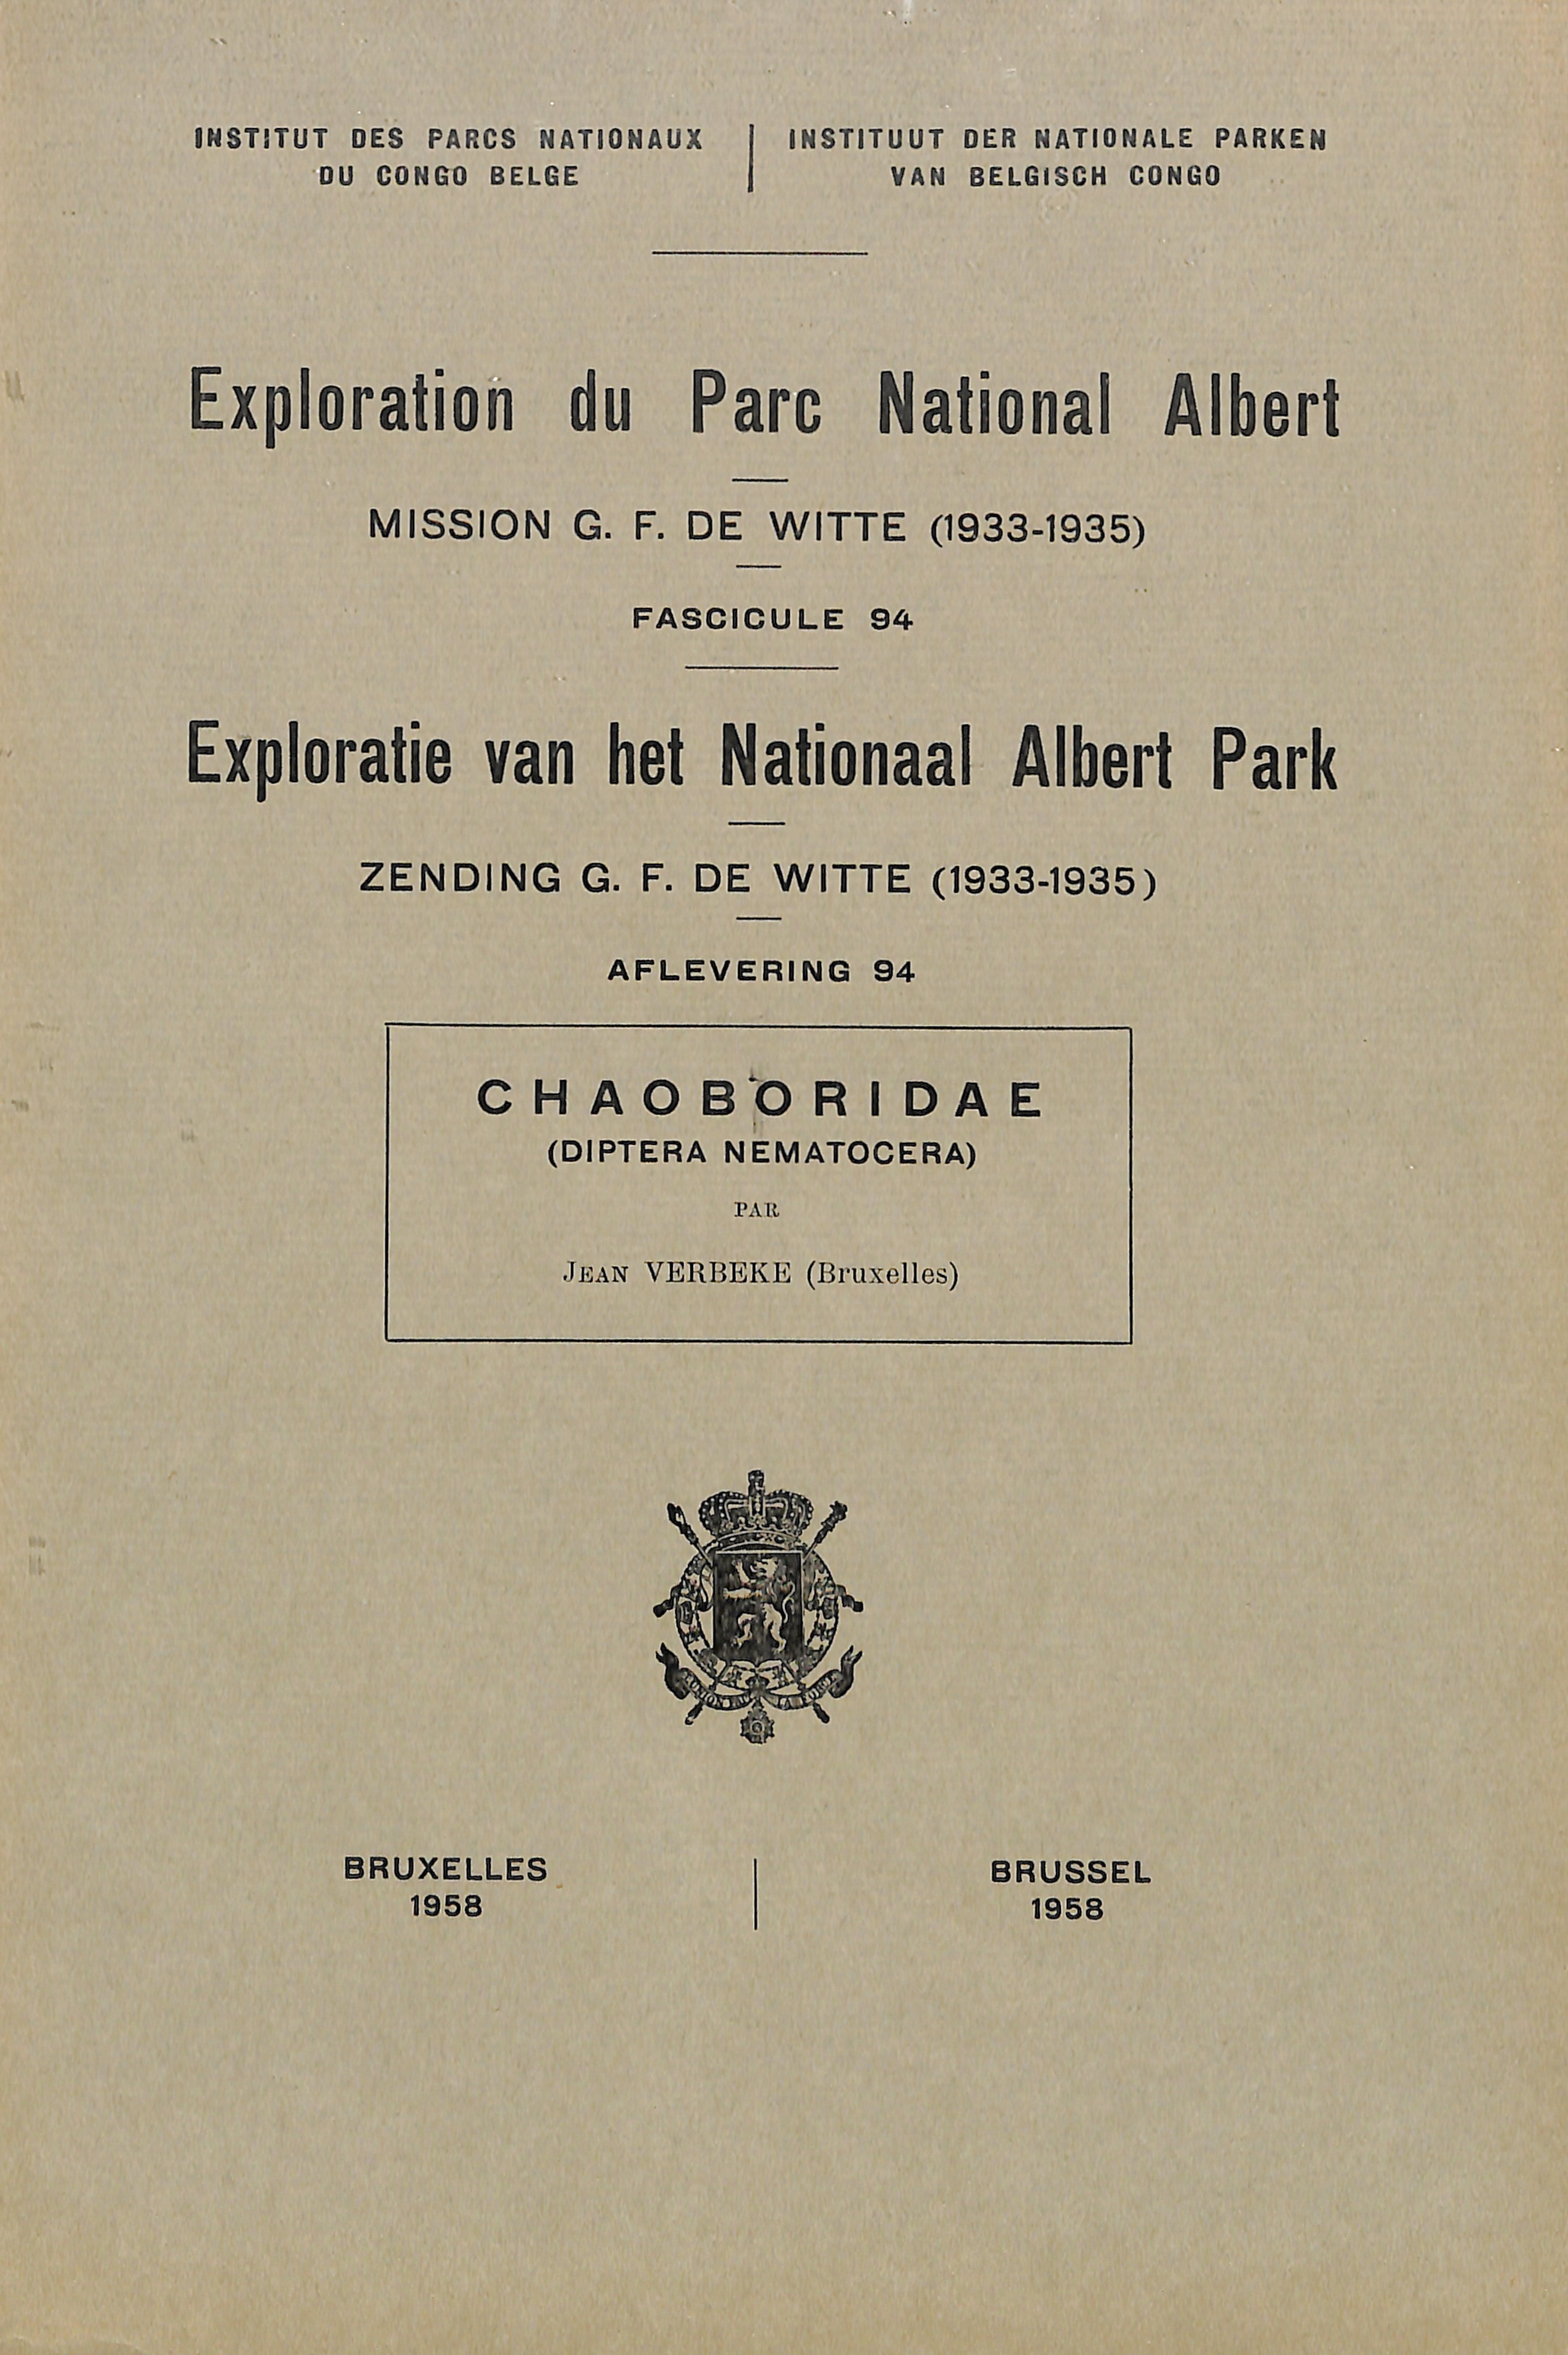 INSTITUT DES PARCS NATIONAUX
DU CONGO BELGE
INSTITUUT DER NATIONALE PARKEN
VAN BELGISCH CONGO
Exploration du Parc National Albert
MISSION G. F. DE WITTE (1933-1935)
FASCICULE 94
Exploratie van het Nationaal Albert Park
ZENDING G. F. DE WITTE (1933-1935)
AFLEVERING 94
CHAOBORIDAE
(DIPTERA NEMATOCERA)
PAR
JEAN VERBEKE (Bruxelles)
BRUXELLES
1958
BRUSSEL
1958